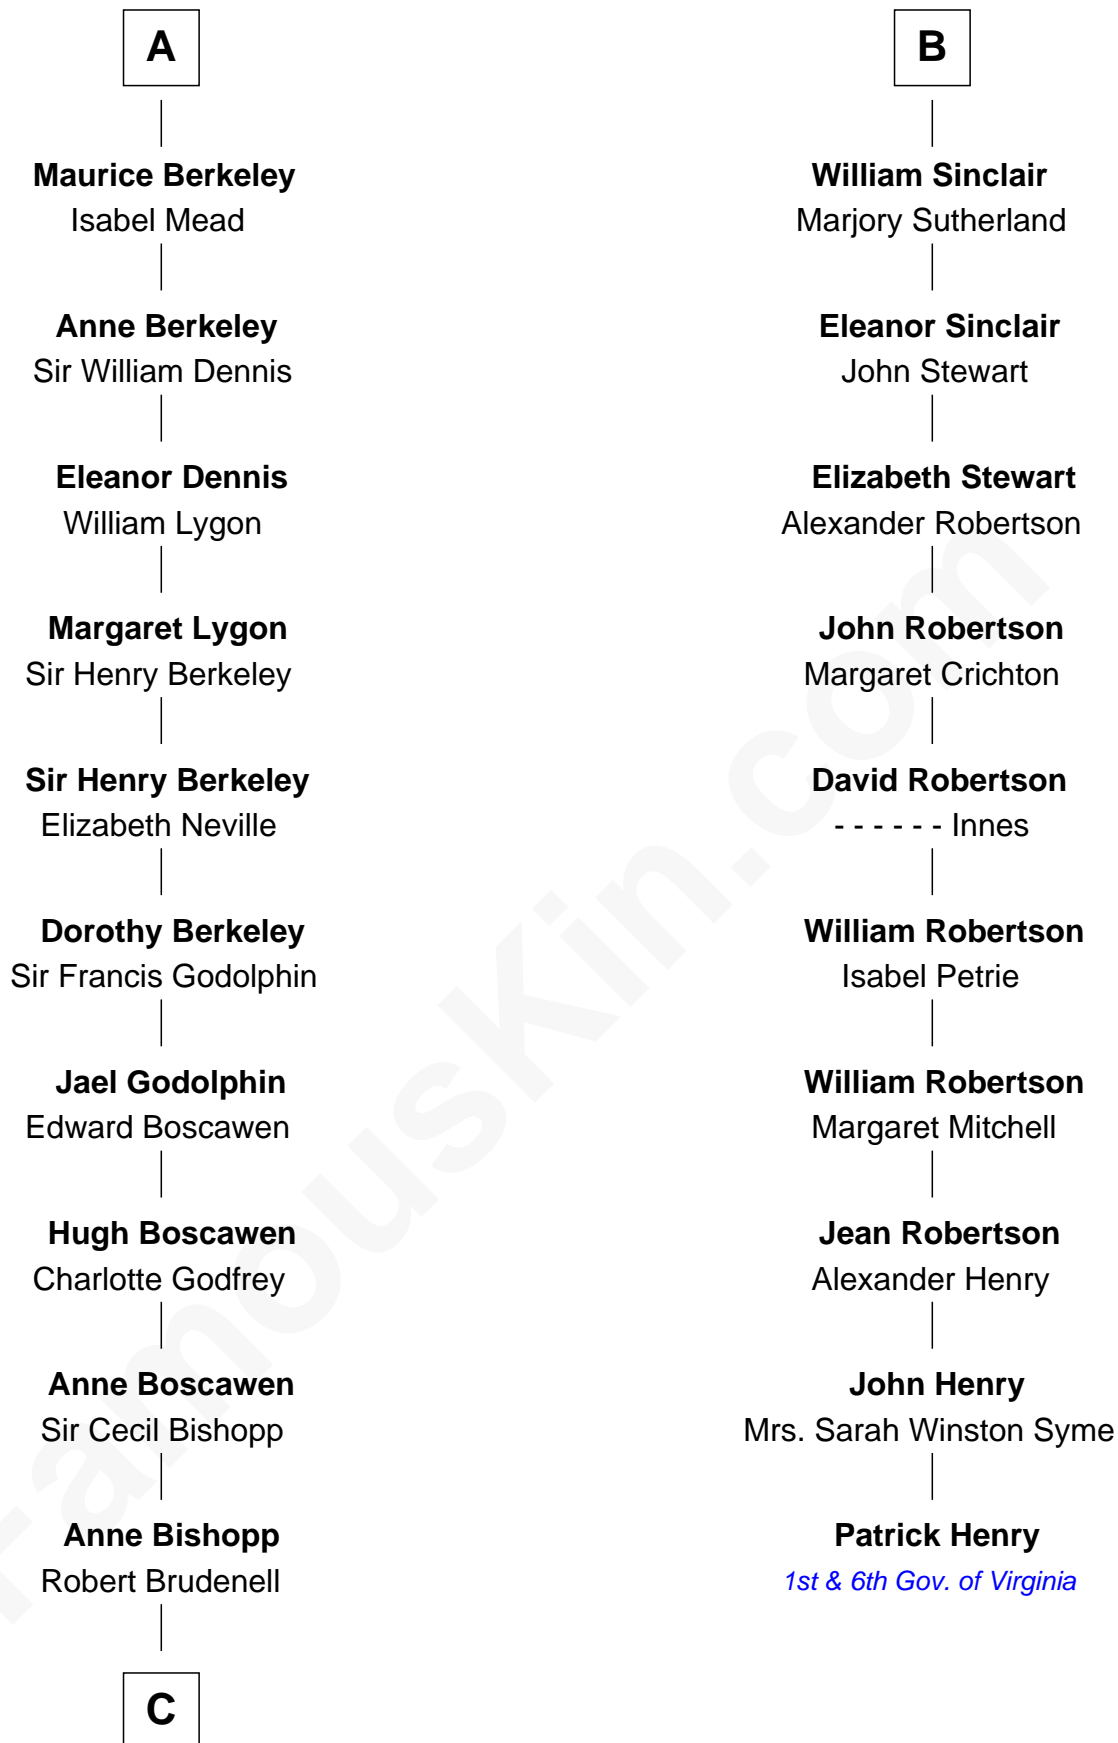 A
Maurice Berkeley
Isabel Mead
Anne Berkeley
Sir William Dennis
Eleanor Dennis
William Lygon
Margaret Lygon
Sir Henry Berkeley
Sir Henry Berkeley
Elizabeth Neville
Dorothy Berkeley
Sir Francis Godolphin
Jael Godolphin
Edward Boscawen
Hugh Boscawen
Charlotte Godfrey
Anne Boscawen
Sir Cecil Bishopp
Anne Bishopp
Robert Brudenell
C
B
William Sinclair
Marjory Sutherland
Eleanor Sinclair
John Stewart
Elizabeth Stewart
Alexander Robertson
John Robertson
Margaret Crichton
David Robertson
- - - - - - Innes
William Robertson
Isabel Petrie
William Robertson
Margaret Mitchell
Jean Robertson
Alexander Henry
John Henry
Mrs. Sarah Winston Syme
Patrick Henry
1st & 6th Gov. of Virginia
FamousKin.com